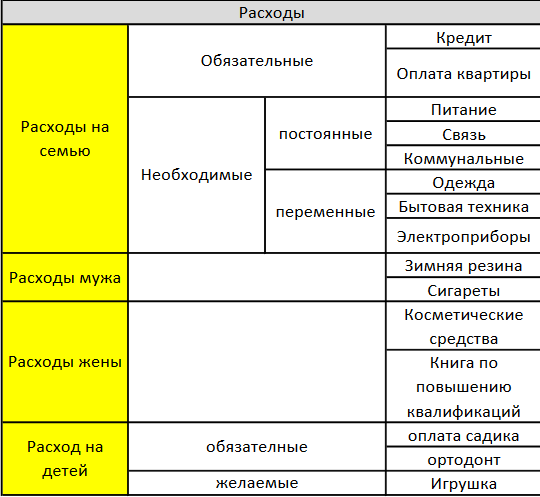 Расходы
Расходы на
семью
Обязательные
Кредит
Оплата квартиры
Необходимые
постоянные
Питание
Связь
Коммунальные
переменные
Одежда
Бытовая техника
Электроприборы
Расходы мужа
Зимняя резина
Сигареты
Расходы жены
Косметические
средства
Книга по
повышению
квалификаций
Расход на
детей
обязателные
оплата садика
ортодонт
желаемые
Игрушка